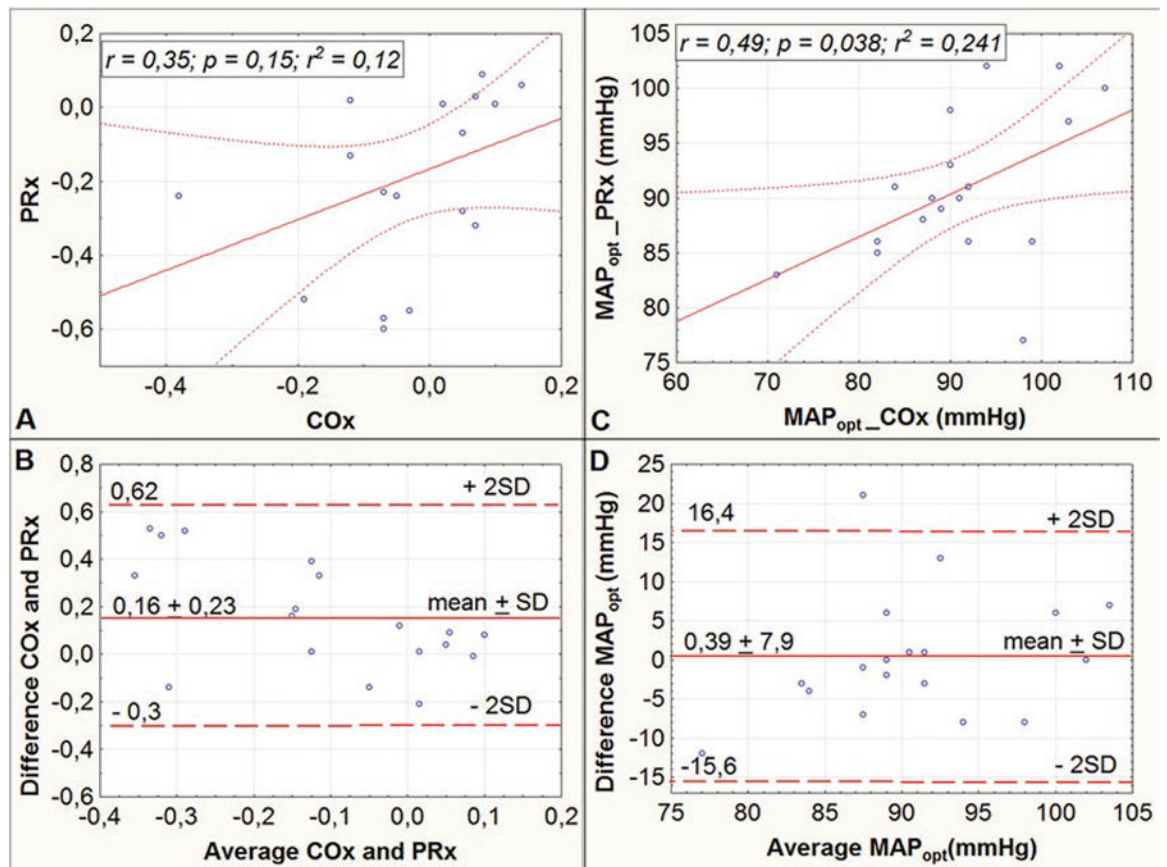 0,2
r = 0,35; p = 0,15; r² = 0,12
0,0
-0,2
-0,4
-0,6
PRx
-0,4
-0,2
0,0
0,2
COx
A
105
r = 0,49; p = 0,038; r² = 0,241
100
95
90
85
80
75
MAPopt_PRx (mmHg)
60
70
80
90
100
110
MAPopt_COx (mmHg)
C
B
0,8
0,6
0,4
0,2
0,0
-0,2
-0,4
-0,6
Difference COx and PRx
0,62
+ 2SD
0,16 ± 0,23
mean ± SD
- 0,3
- 2SD
-0,4
-0,3
-0,2
-0,1
0,0
0,1
0,2
Average COx and PRx
D
25
20
15
10
5
0
-5
-10
-15
Difference MAPopt (mmHg)
16,4
+ 2SD
0,39 ± 7,9
mean ± SD
-15,6
- 2SD
75
80
85
90
95
100
105
Average MAPopt(mmHg)